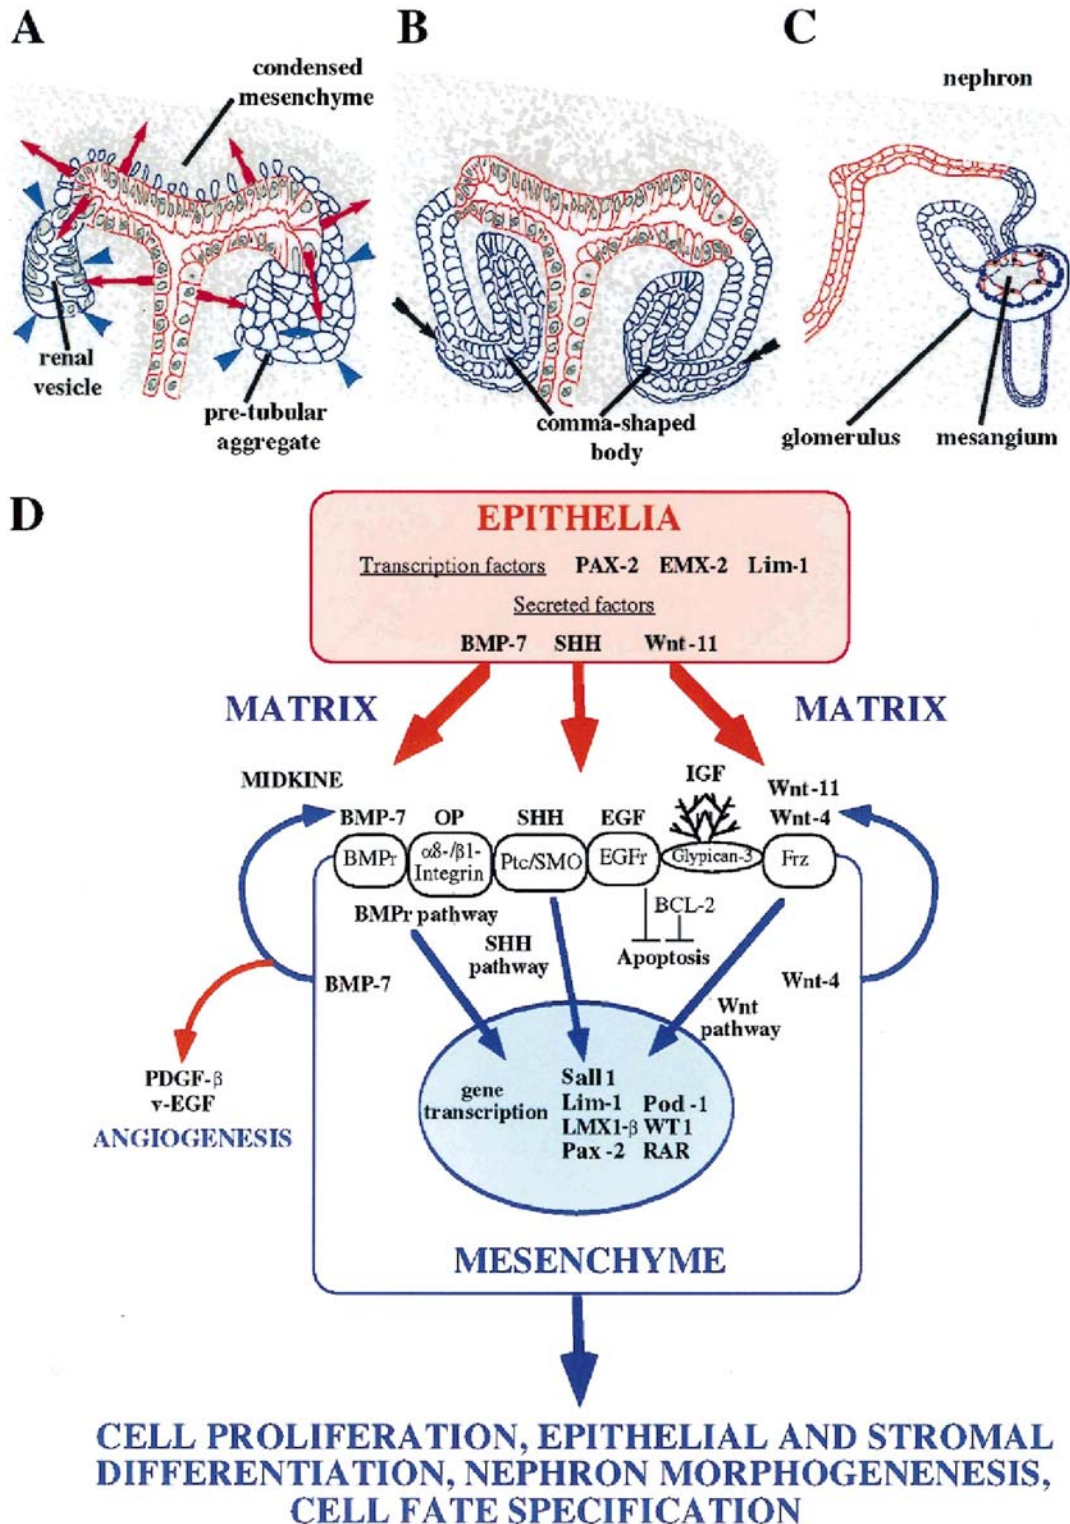 A
B
C
condensed
mesenchyme
nephron
renal
vesicle
pre-tubular
aggregate
comma-shaped
body
glomerulus
mesangium
D
EPITHELIA
Transcription factors PAX-2 EMX-2 Lim-1
Secreted factors
BMP-7 SHH Wnt-11
MATRIX
MATRIX
MIDKINE
IGF
Wnt-11
BMP-7 OP SHH EGF Wnt-4
BMPr
α8-/β1-
Integrin
Ptc/SMO
EGFr
Glypican-3
Frz
BMPr pathway
BCL-2
SHH
pathway
Apoptosis
BMP-7
Wnt-4
Wnt
pathway
PDGF-β
v-EGF
ANGIOGENESIS
gene
transcription
Sall1
Lim-1 Pod-1
LMX1-β WT1
Pax-2 RAR
MESENCHYME
CELL PROLIFERATION, EPITHELIAL AND STROMAL
DIFFERENTIATION, NEPHRON MORPHOGENENESIS,
CELL FATE SPECIFICATION